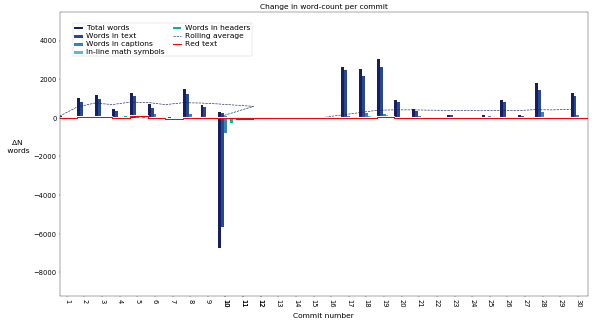 Change in word-count per commit
Total words
Words in text
Words in captions
in-line math symbols
Words in headers
Rolling average
Red text
4000
2000
0
−2000
−4000
−6000
−8000
ΔN
words
1 2 3 4 5 6 7 8 9 10 11 12 13 14 15 16 17 18 19 20 21 22 23 24 25 26 27 28 29 30
Commit number